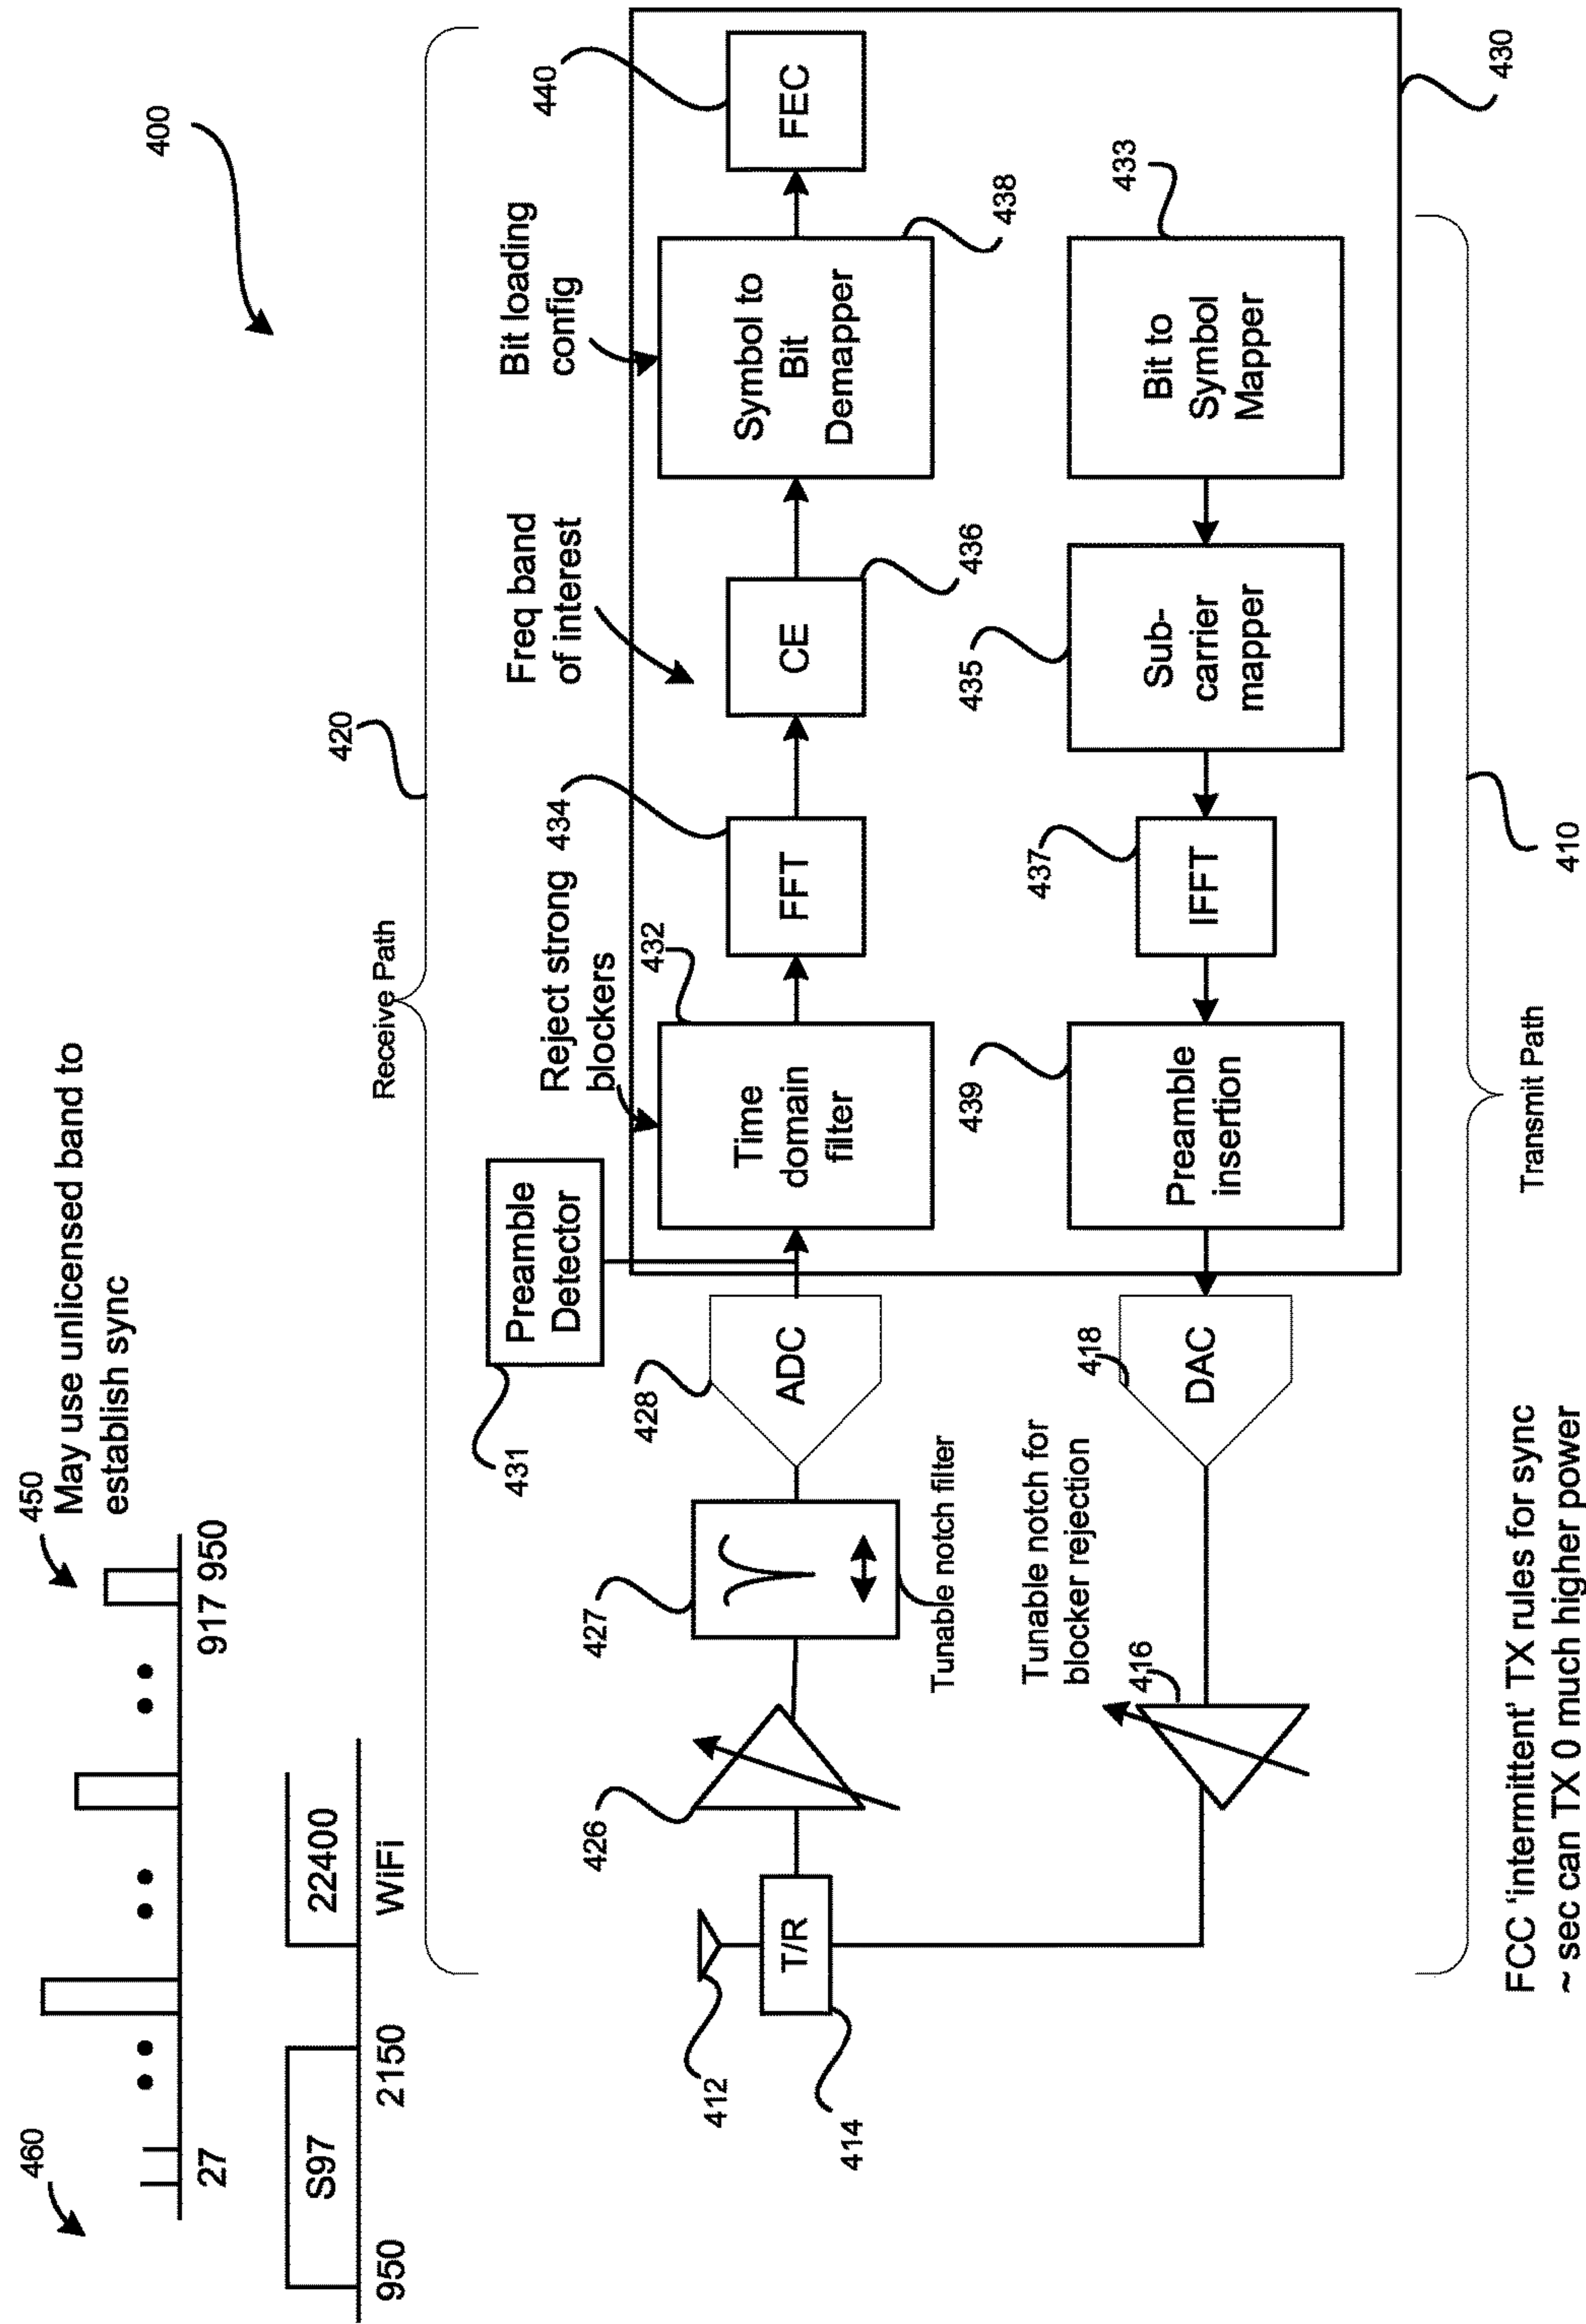 400
450
May use unlicensed band to
establish sync
460
27
917 950
S97
22400
950
2150
WiFi
420
Receive Path
431
Preamble
Detector
Reject strong
blockers
Freq band
of interest
Bit loading
config
412
T/R
414
426
427
Tunable notch filter
428
ADC
432
Time
domain
filter
434
FFT
CE
436
Symbol to
Bit
Demapper
438
440
FEC
Tunable notch for
blocker rejection
416
418
DAC
439
Preamble
insertion
437
IFFT
435
Sub-
carrier
mapper
433
Bit to
Symbol
Mapper
430
410
Transmit Path
FCC ‘intermittent’ TX rules for sync
~ sec can TX 0 much higher power